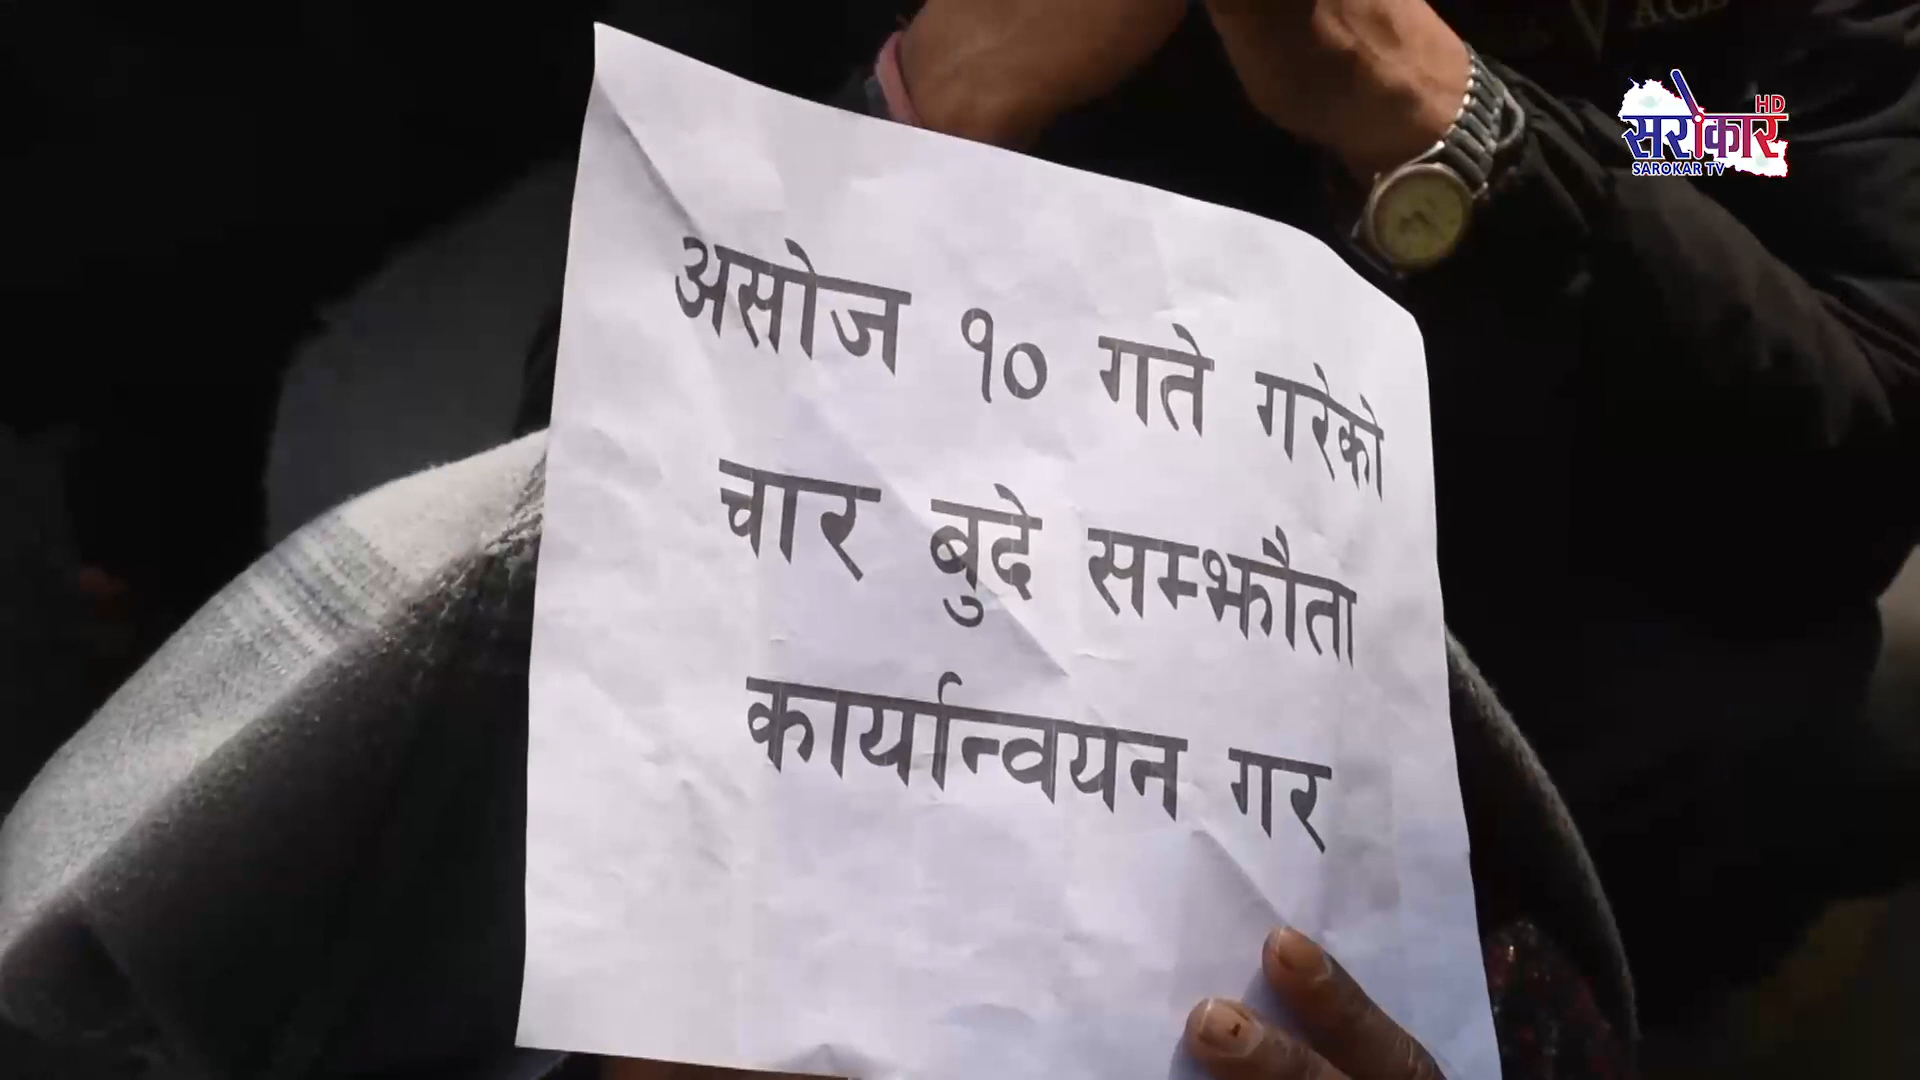 असोज १० गते गरेको
चार बुदे सम्झौता
कार्यान्वयन गर
सरोकार HD
SAROKAR TV